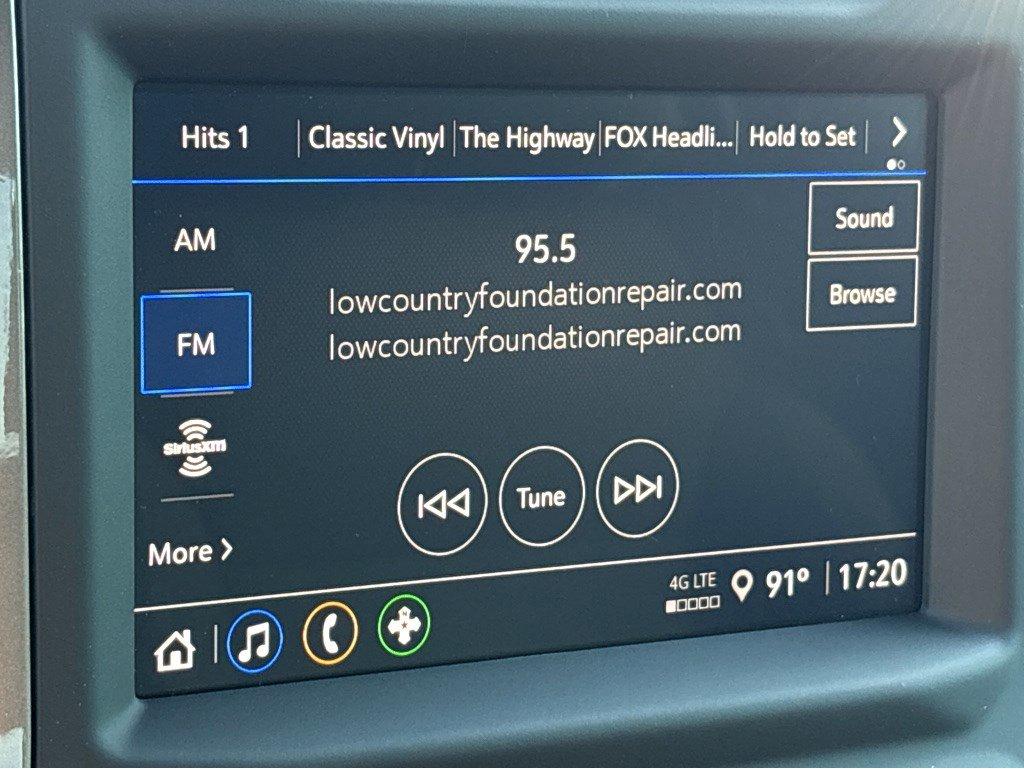 Hits 1
Classic Vinyl
The Highway
FOX Headli...
Hold to Set
AM
95.5
Sound
lowcountryfoundationrepair.com
Browse
FM
lowcountryfoundationrepair.com
SiriusXM
Tune
More
4G LTE
91°
17:20